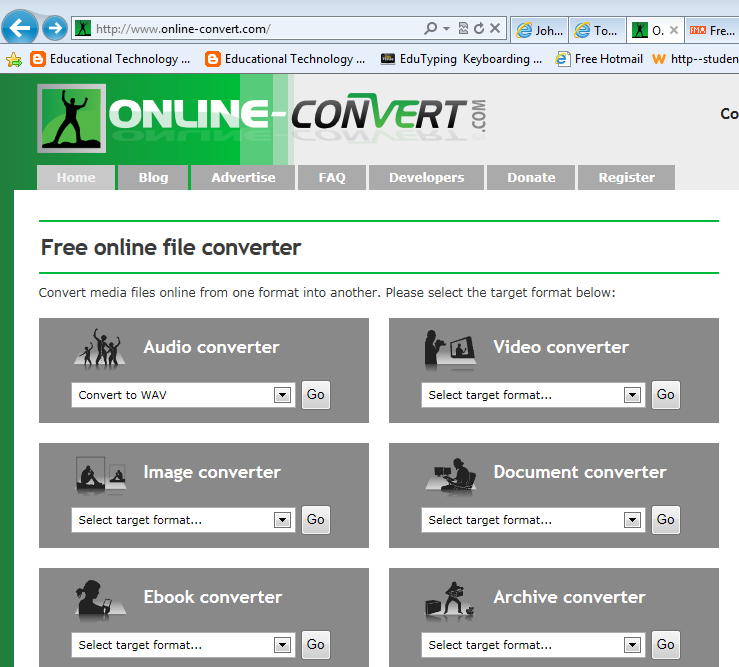 http://www.online-convert.com/
Joh...
To...
O.
Fre...
Educational Technology ...
Educational Technology ...
EduTyping Keyboarding ...
Free Hotmail
http--studen
ONLINE-CONVERT.COM
Co
Home
Blog
Advertise
FAQ
Developers
Donate
Register
Free online file converter
Convert media files online from one format into another. Please select the target format below:
Audio converter
Convert to WAV
Go
Video converter
Select target format...
Go
Image converter
Select target format...
Go
Document converter
Select target format...
Go
Ebook converter
Select target format...
Go
Archive converter
Select target format...
Go